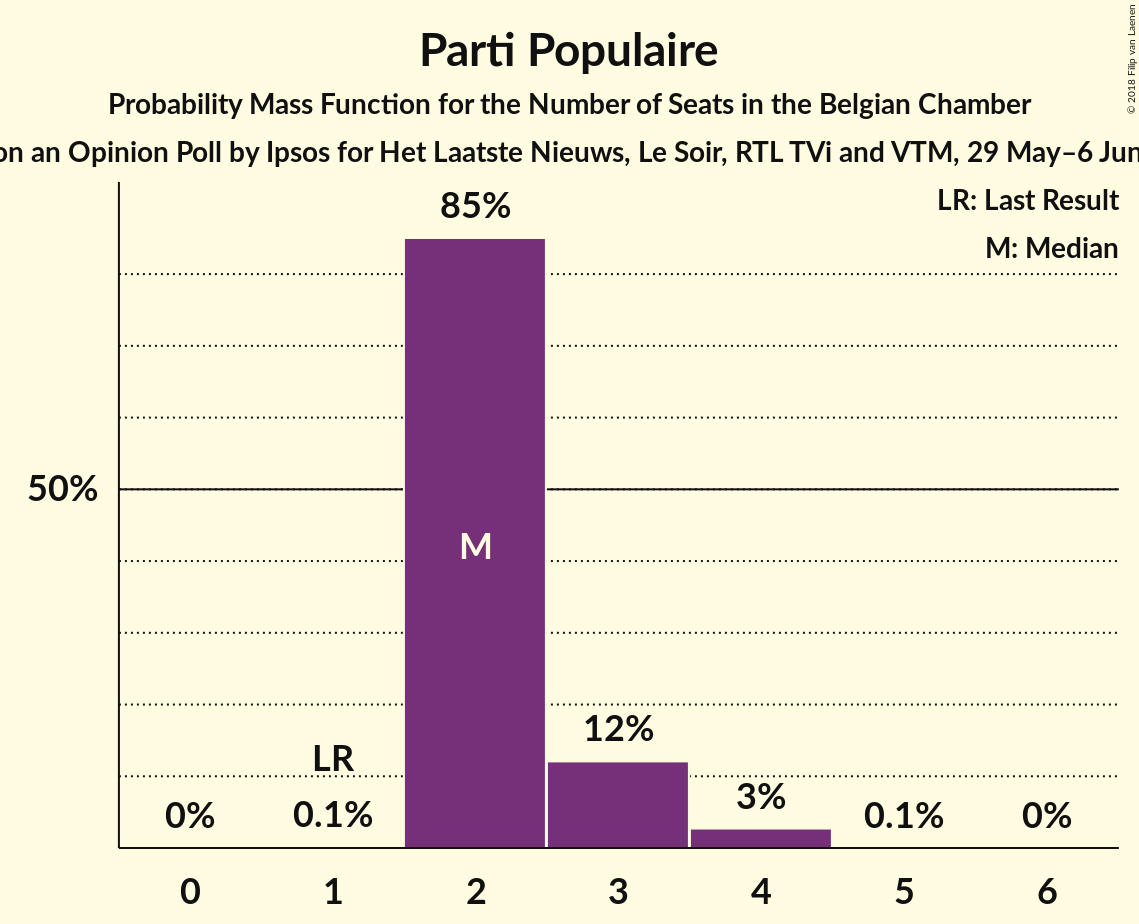 Parti Populaire
Probability Mass Function for the Number of Seats in the Belgian Chamber
on an Opinion Poll by Ipsos for Het Laatste Nieuws, Le Soir, RTL TVi and VTM, 29 May–6 Jun
© 2018 Filip van Laenen
LR: Last Result
M: Median
85%
50%
M
12%
LR
3%
0%
0.1%
0.1%
0%
0 1 2 3 4 5 6